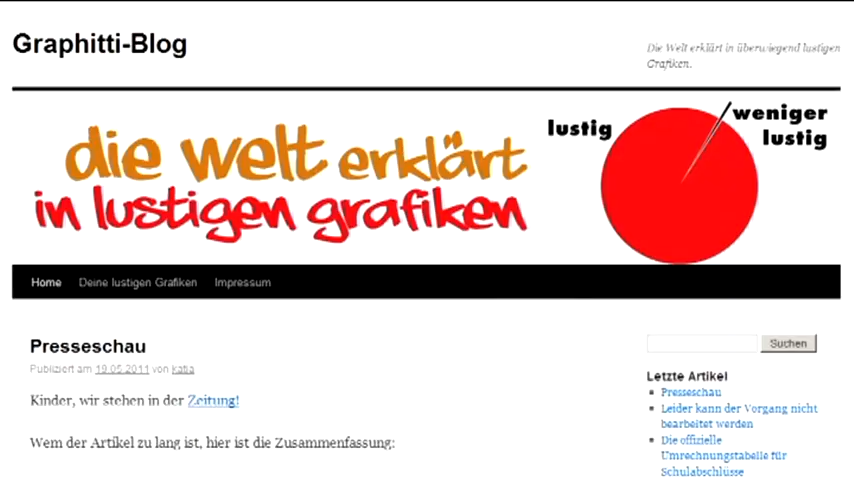 Graphitti-Blog
Die Welt erklärt in überwiegend lustigen
Grafiken.
die welt erklärt
in lustigen grafiken
lustig
weniger
lustig
Home Deine lustigen Grafiken Impressum
Presseschau
Publiziert am 19.05.2011 von katja
Kinder, wir stehen in der Zeitung!
Wem der Artikel zu lang ist, hier ist die Zusammenfassung:
Suchen
Letzte Artikel
Presseschau
Leider kann der Vorgang nicht
bearbeitet werden
Die offizielle
Umrechnungstabelle für
Schulabschlüsse